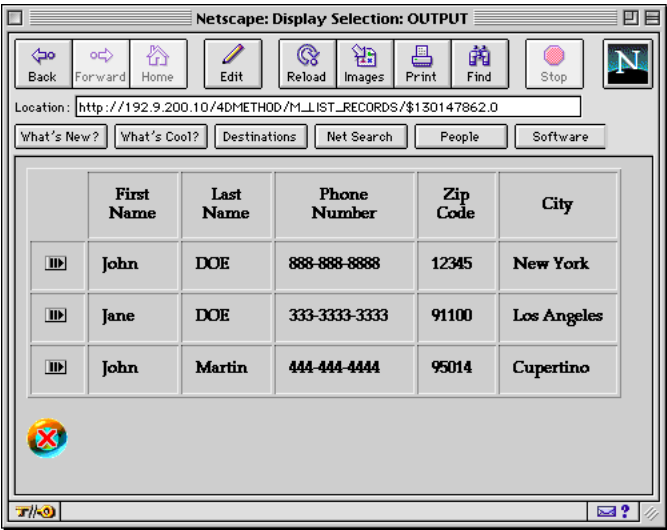 Netscape: Display Selection: OUTPUT
Back Forward Home Edit Reload Images Print Find Stop N
Location: http://192.9.200.10/4DMETHOD/M_LIST_RECORDS/$130147862.0
What's New? What's Cool? Destinations Net Search People Software
First Name Last Name Phone Number Zip Code City
John DOE 888-888-8888 12345 New York
Jane DOE 333-3333-3333 91100 Los Angeles
John Martin 444-444-4444 95014 Cupertino
?